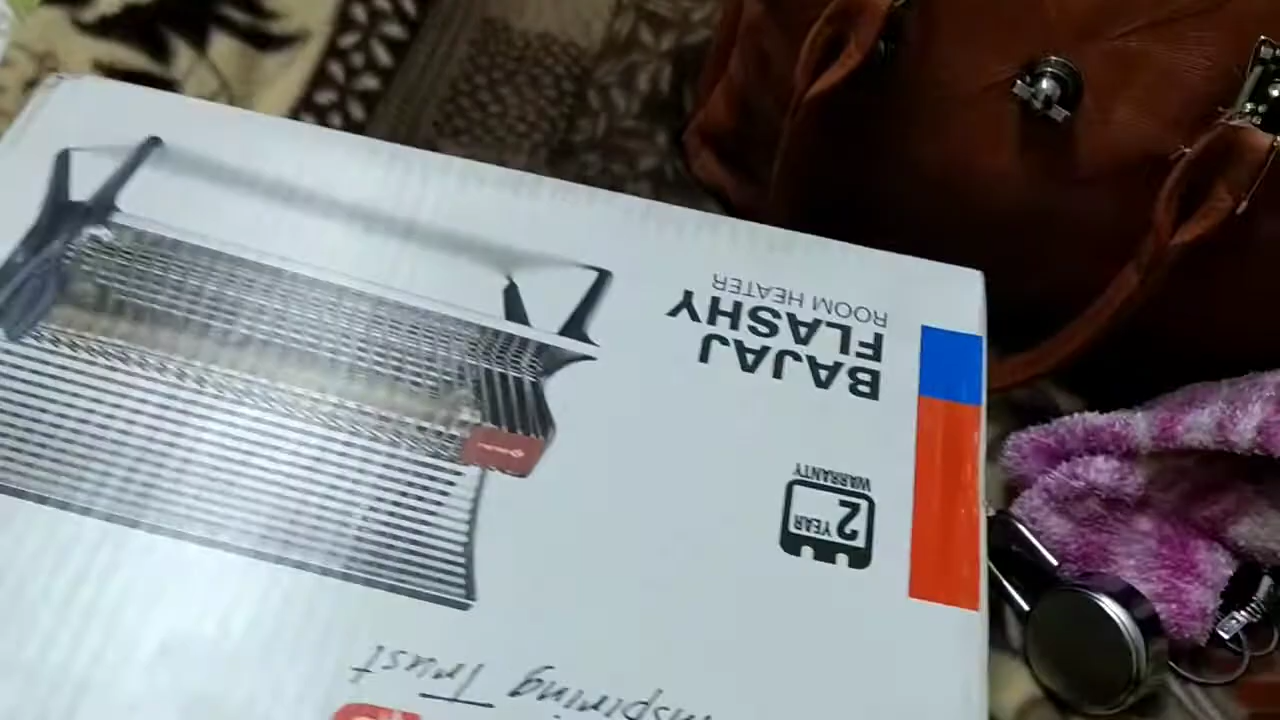 Inspiring Trust
2 YEAR
WARRANTY
BAJAJ
FLASHY
ROOM HEATER